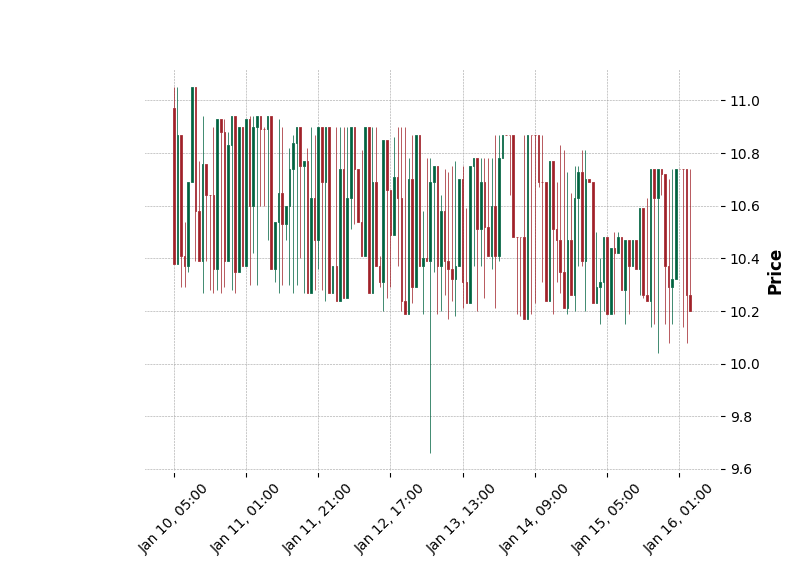 11.0
10.8
10.6
10.4
10.2
10.0
9.8
9.6
Price
Jan 10, 05:00
Jan 11, 01:00
Jan 11, 21:00
Jan 12, 17:00
Jan 13, 13:00
Jan 14, 09:00
Jan 15, 05:00
Jan 16, 01:00